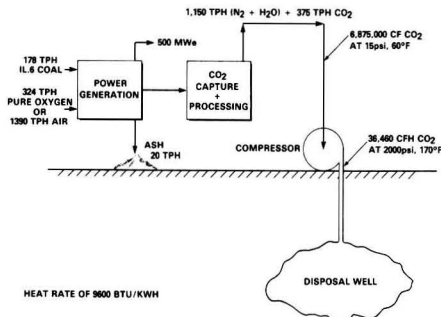 1,150 TPH (N₂ + H₂O) + 375 TPH CO₂
500 MWe
6,875,000 CF CO₂
AT 15psi, 60°F
178 TPH
IL.6 COAL
POWER
GENERATION
CO₂
CAPTURE
+
PROCESSING
324 TPH
PURE OXYGEN
OR
1390 TPH AIR
ASH
20 TPH
COMPRESSOR
36,460 CFH CO₂
AT 2000psi, 170°F
DISPOSAL WELL
HEAT RATE OF 9600 BTU/KWH